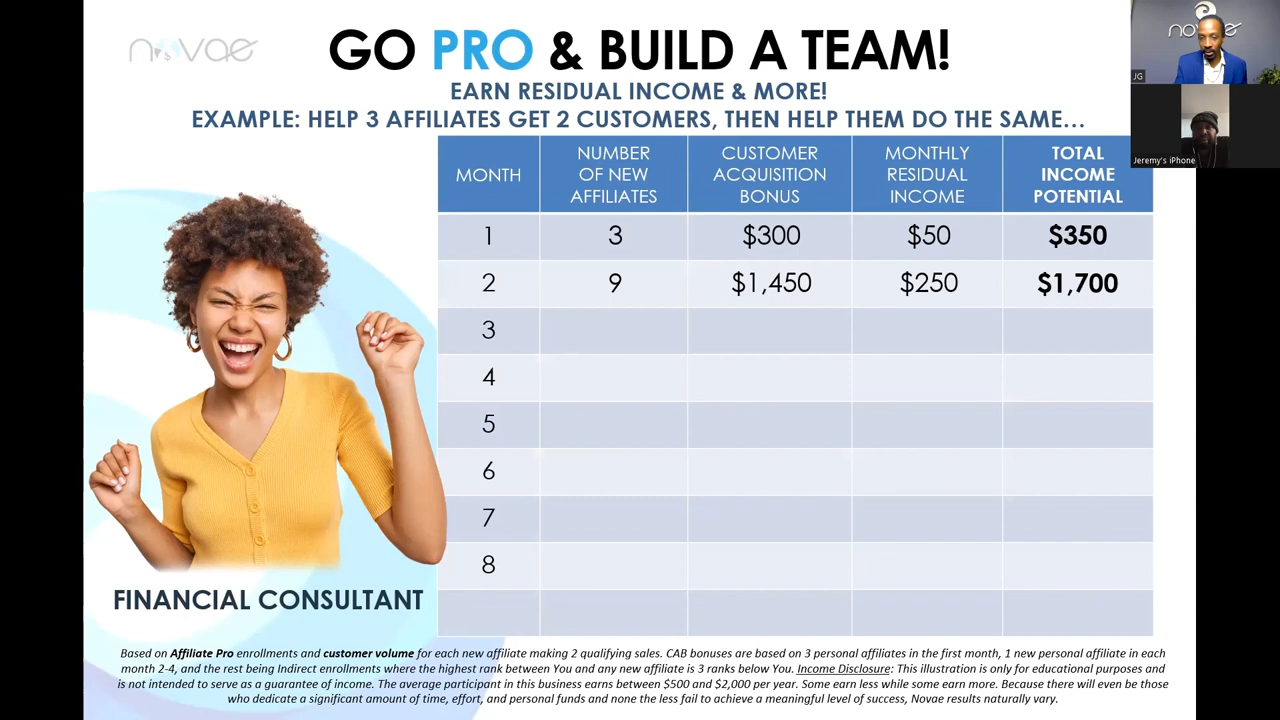 novae
GO PRO & BUILD A TEAM!
EARN RESIDUAL INCOME & MORE!
EXAMPLE: HELP 3 AFFILIATES GET 2 CUSTOMERS, THEN HELP THEM DO THE SAME...
novae
JG
Jeremy's iPhone
MONTH NUMBER OF NEW AFFILIATES CUSTOMER ACQUISITION BONUS MONTHLY RESIDUAL INCOME TOTAL INCOME POTENTIAL
1 3 $300 $50 $350
2 9 $1,450 $250 $1,700
3
4
5
6
7
8
FINANCIAL CONSULTANT
Based on Affiliate Pro enrollments and customer volume for each new affiliate making 2 qualifying sales. CAB bonuses are based on 3 personal affiliates in the first month, 1 new personal affiliate in each
month 2-4, and the rest being Indirect enrollments where the highest rank between You and any new affiliate is 3 ranks below You. Income Disclosure: This illustration is only for educational purposes and
is not intended to serve as a guarantee of income. The average participant in this business earns between $500 and $2,000 per year. Some earn less while some earn more. Because there will even be those
who dedicate a significant amount of time, effort, and personal funds and none the less fail to achieve a meaningful level of success, Novae results naturally vary.